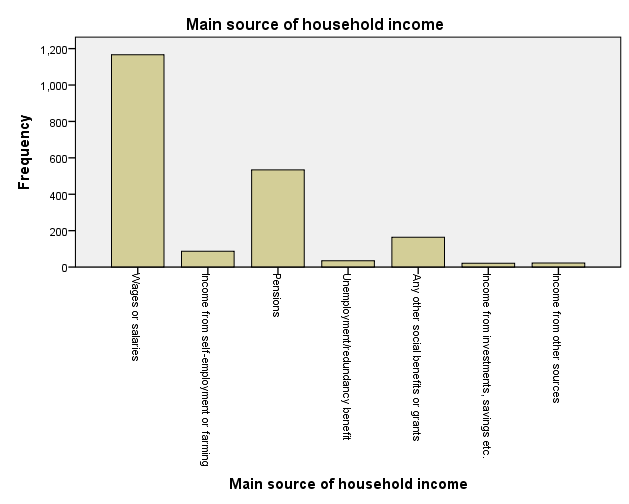 Main source of household income
Frequency
1,200
1,000
800
600
400
200
0
Wages or salaries
Income from self-employment or farming
Pensions
Unemployment/redundancy benefit
Any other social benefits or grants
Income from investments, savings etc.
Income from other sources
Main source of household income